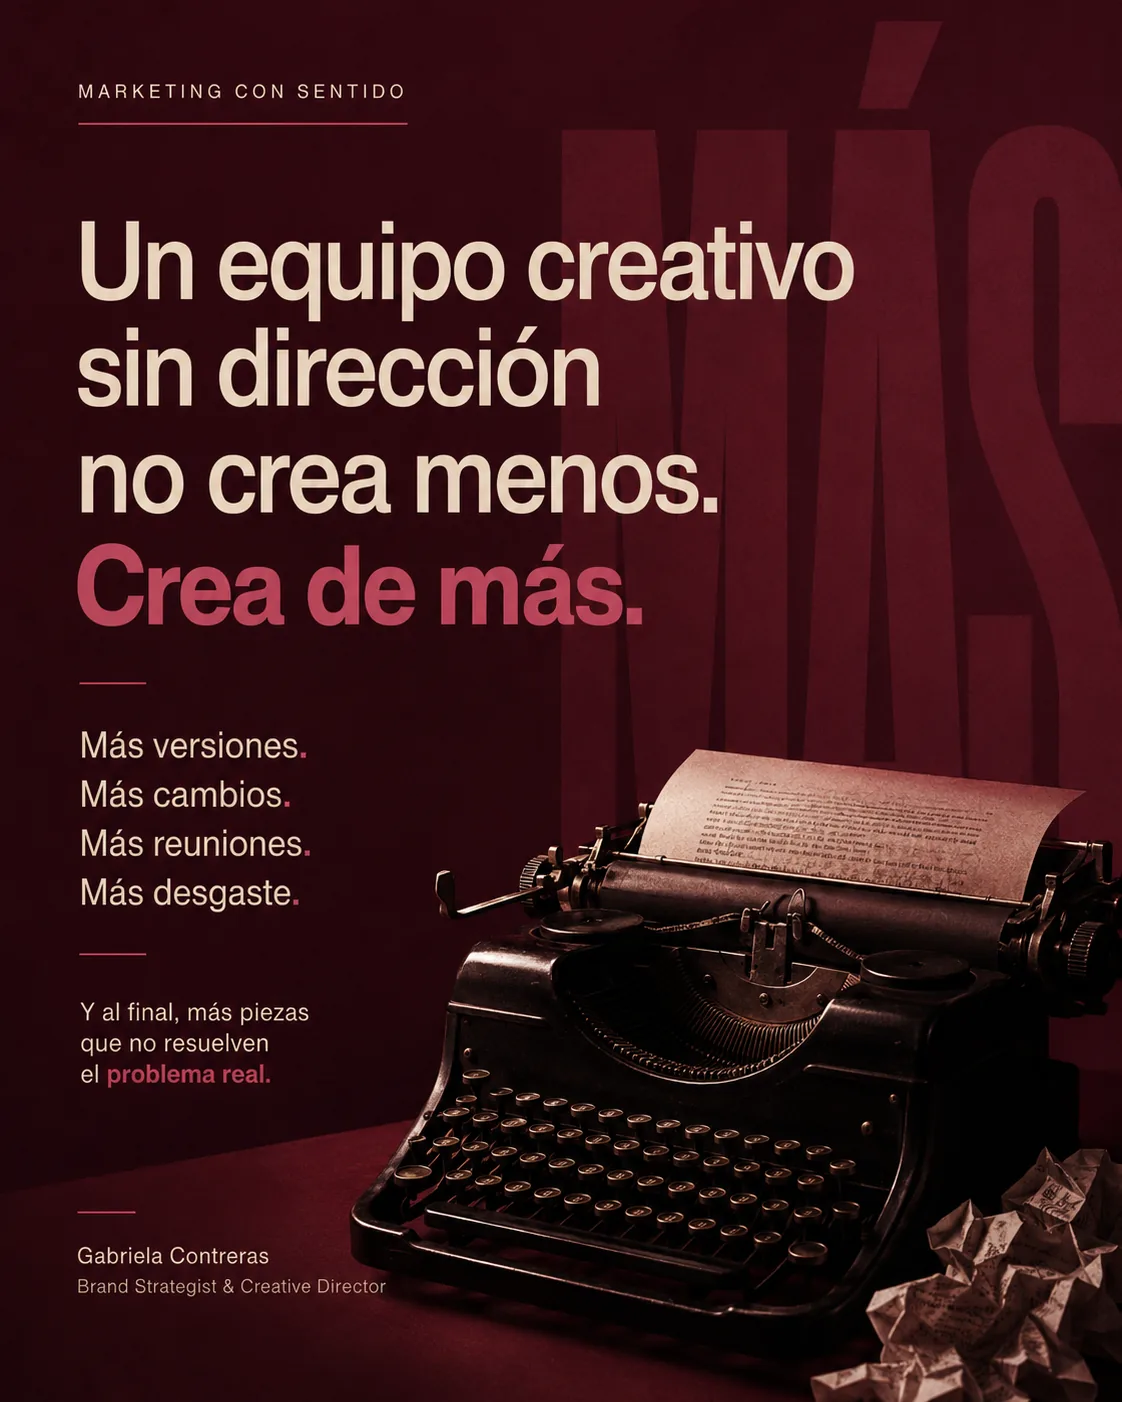 MARKETING CON SENTIDO
Un equipo creativo
sin dirección
no crea menos.
Crea de más.
MÁS
Más versiones.
Más cambios.
Más reuniones.
Más desgaste.
Y al final, más piezas
que no resuelven
el problema real.
Gabriela Contreras
Brand Strategist & Creative Director